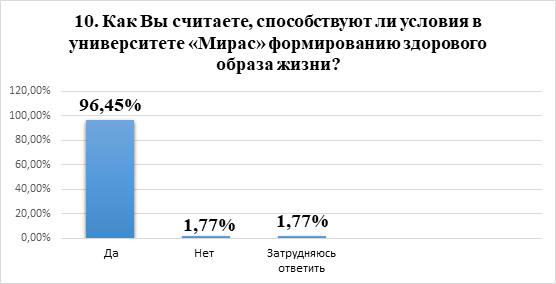 10. Как Вы считаете, способствуют ли условия в
университете «Мирас» формированию здорового
образа жизни?
120,00%
100,00%
80,00%
60,00%
40,00%
20,00%
0,00%
96,45%
1,77%
1,77%
Да
Нет
Затрудняюсь
ответить